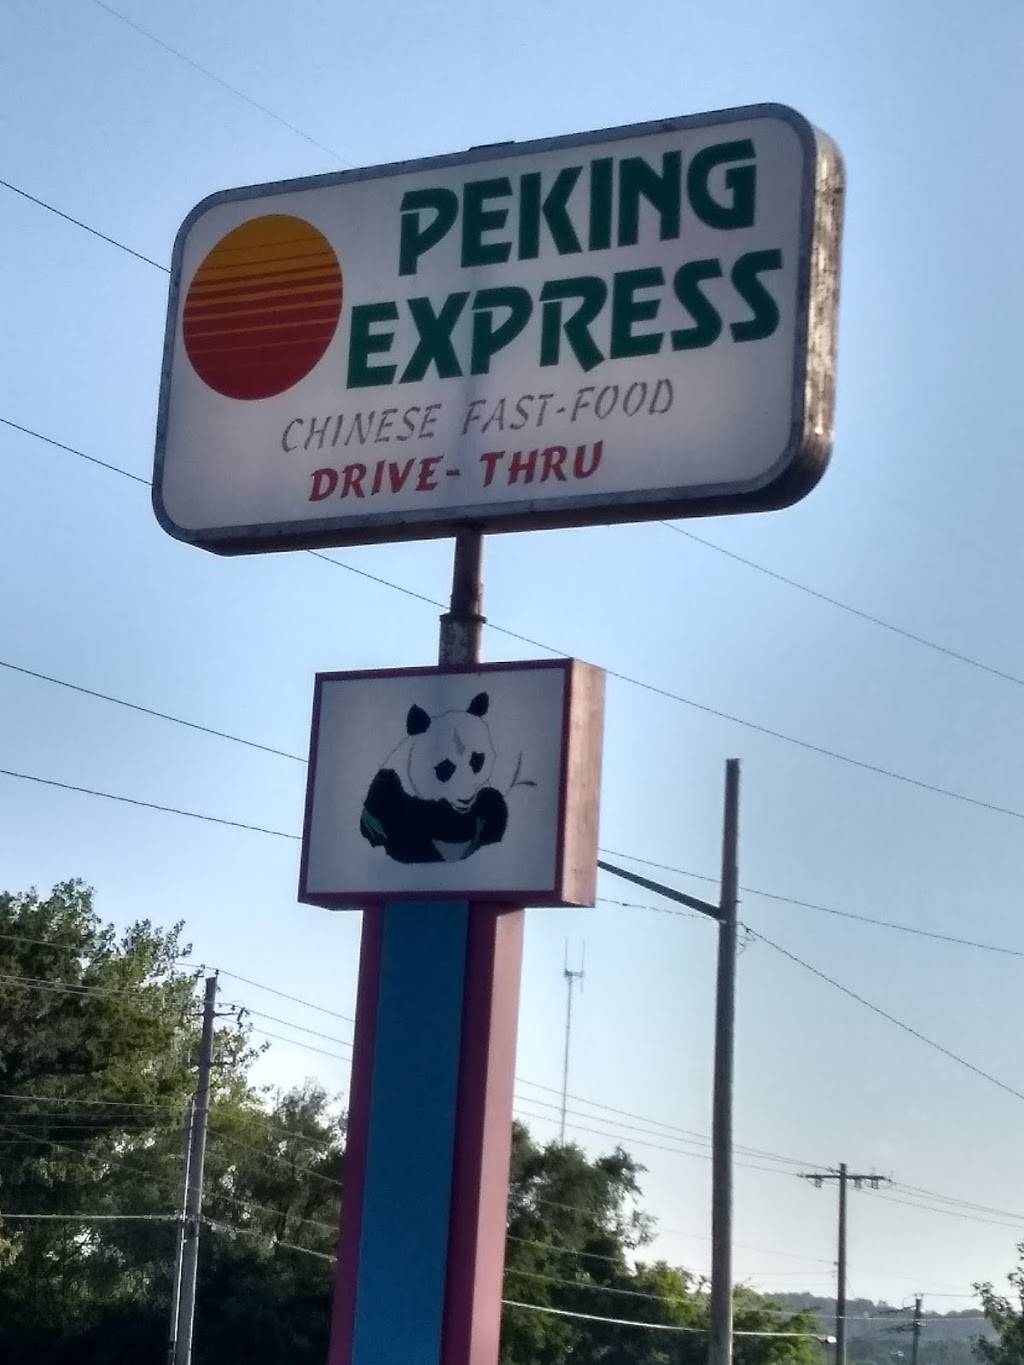 PEKING
EXPRESS
CHINESE FAST-FOOD
DRIVE-THRU